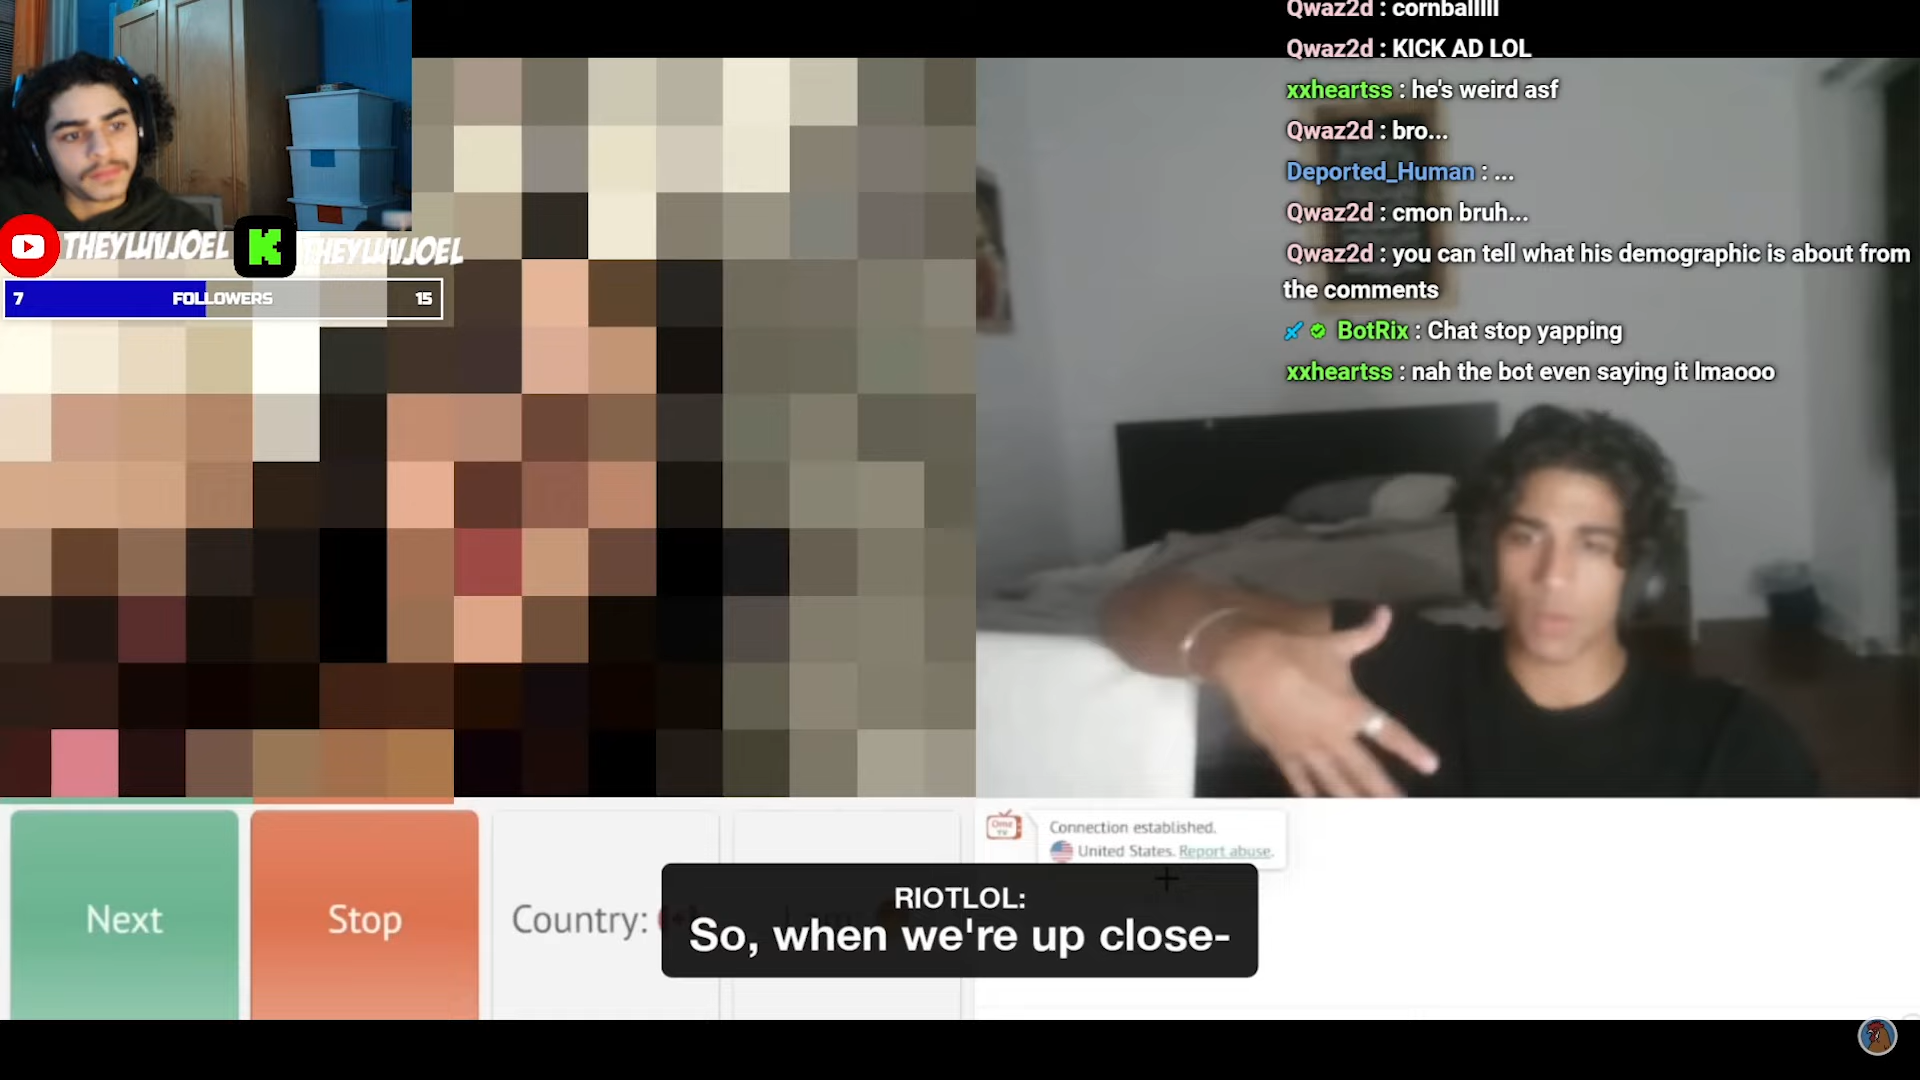 Qwaz2d : cornballlll
Qwaz2d : KICK AD LOL
xxheartss : he's weird asf
Qwaz2d : bro...
Deported_Human : ...
Qwaz2d : cmon bruh...
Qwaz2d : you can tell what his demographic is about from
the comments
BotRix : Chat stop yapping
xxheartss : nah the bot even saying it lmaooo
THEYLUVJOEL
K THEYLUVJOEL
7 FOLLOWERS 15
Ome
TV
Connection established.
United States. Report abuse.
Next
Stop
Country:
RIOTLOL:
So, when we're up close-